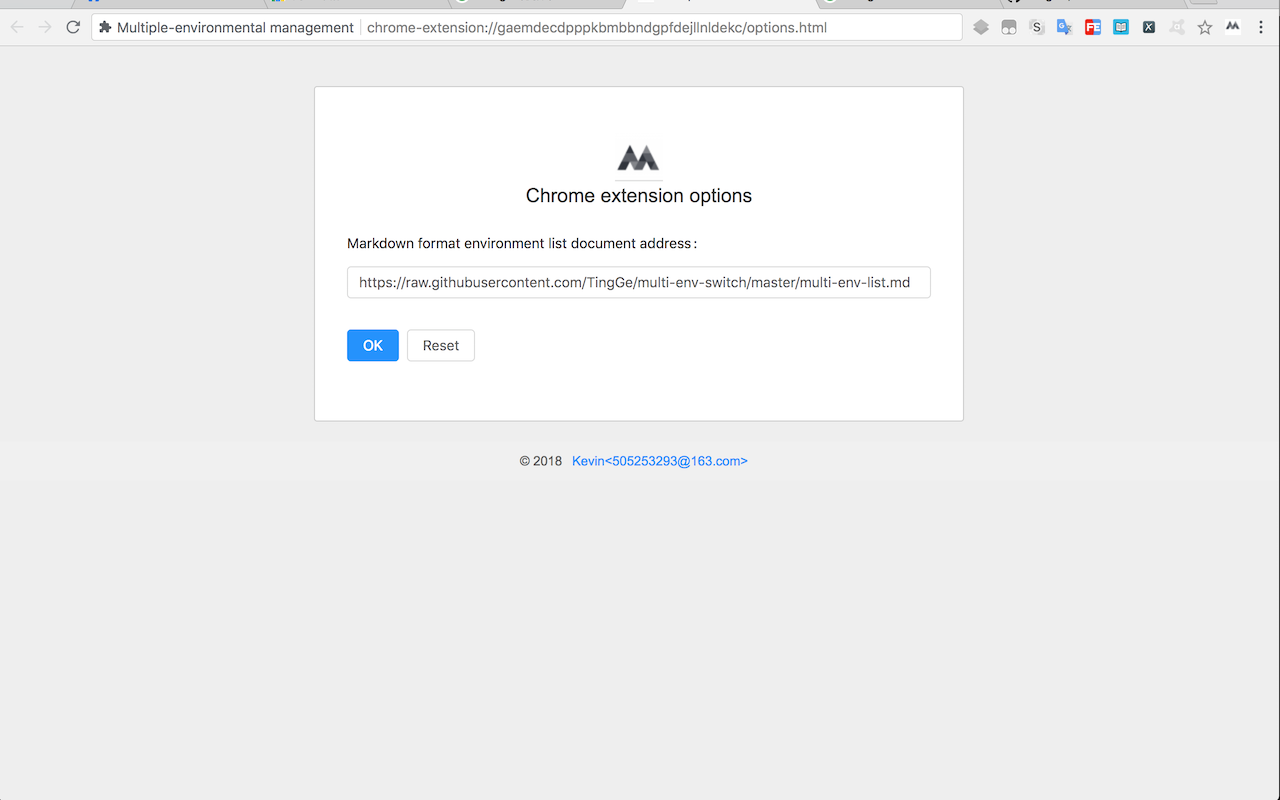 Multiple-environmental management chrome-extension://gaemdecdpppkbmbbndgpfdejllnldekc/options.html
Chrome extension options
Markdown format environment list document address:
https://raw.githubusercontent.com/TingGe/multi-env-switch/master/multi-env-list.md
OK Reset
© 2018 Kevin<505253293@163.com>